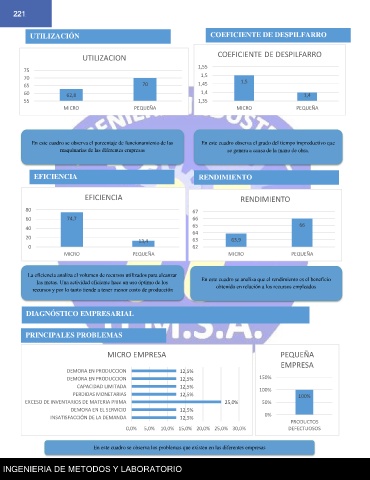 221
UTILIZACIÓN
COEFICIENTE DE DESPILFARRO
UTILIZACION
75
70
65
60
55
62,8
70
MICRO PEQUEÑA
COEFICIENTE DE DESPILFARRO
1,55
1,5
1,45
1,4
1,35
1,5
1,4
MICRO PEQUEÑA
En este cuadro se observa el porcentaje de funcionamiento de las
maquinarias de las diferentes empresas
En este cuadro observa el grado del tiempo improductivo que
se genera a causa de la mano de obra.
EFICIENCIA
RENDIMIENTO
EFICIENCIA
80
60
40
20
0
74,7
13,4
MICRO PEQUEÑA
RENDIMIENTO
67
66
65
64
63
62
63,9
66
MICRO PEQUEÑA
La eficiencia analiza el volumen de recursos utilizados para alcanzar
las metas. Una actividad eficiente hace un uso óptimo de los
recursos y por lo tanto tiende a tener menor costo de producción
En este cuadro se analiza que el rendimiento es el beneficio
obtenido en relación a los recursos empleados.
DIAGNÓSTICO EMPRESARIAL
U.M.S.A.
PRINCIPALES PROBLEMAS
MICRO EMPRESA
DEMORA EN PRODUCCION 12,5%
DEMORA EN PRODUCCION 12,5%
CAPACIDAD LIMITADA 12,5%
PERDIDAS MONETARIAS 12,5%
EXCESO DE INVENTARIOS DE MATERIA PRIMA 25,0%
DEMORA EN EL SERVICIO 12,5%
INSATISFACCIÓN DE LA DEMANDA 12,5%
0,0% 5,0% 10,0% 15,0% 20,0% 25,0% 30,0%
PEQUEÑA
EMPRESA
150%
100%
50%
0%
100%
PRODUCTOS
DEFECTUOSOS
En este cuadro se observa los problemas que existen en las diferentes empresas
INGENIERIA DE METODOS Y LABORATORIO